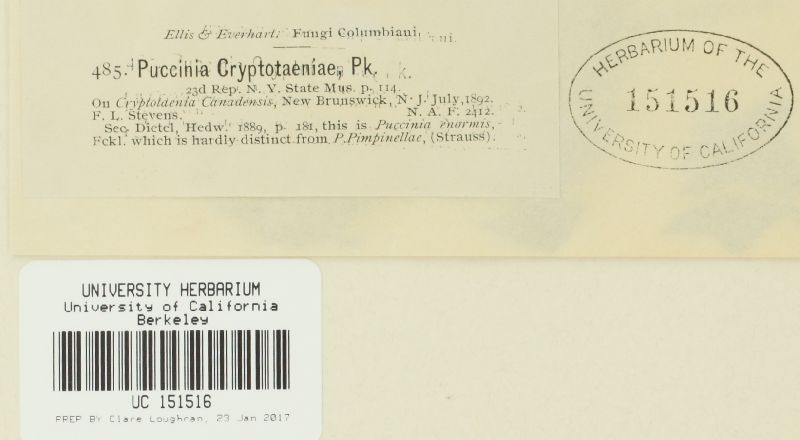 Ellis & Everhart: Fungi Columbiani.
485. Puccinia Cryptotaeniae, Pk.
23d Rep. N. Y. State Mus. p. 114.
On Cryptotaenia Canadensis, New Brunswick, N. J. July, 1892.
F. L. Stevens. N. A. F. 2412.
See Dietel, Hedw. 1889, p. 181, this is Puccinia enormis,
Fckl. which is hardly distinct from P. Pimpinellae, (Strauss).
HERBARIUM OF THE
151516
UNIVERSITY OF CALIFORNIA
UNIVERSITY HERBARIUM
University of California
Berkeley
UC 151516
PREP BY Clare Loughran, 23 Jan 2017